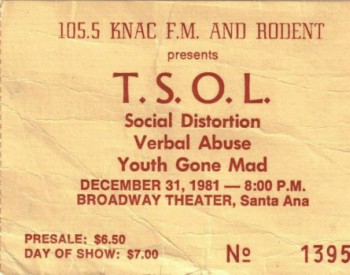 105.5 KNAC F.M. AND RODENT
presents
T. S. O. L.
Social Distortion
Verbal Abuse
Youth Gone Mad
DECEMBER 31, 1981 — 8:00 P.M.
BROADWAY THEATER, Santa Ana
PRESALE: $6.50
DAY OF SHOW: $7.00
Nº 1395